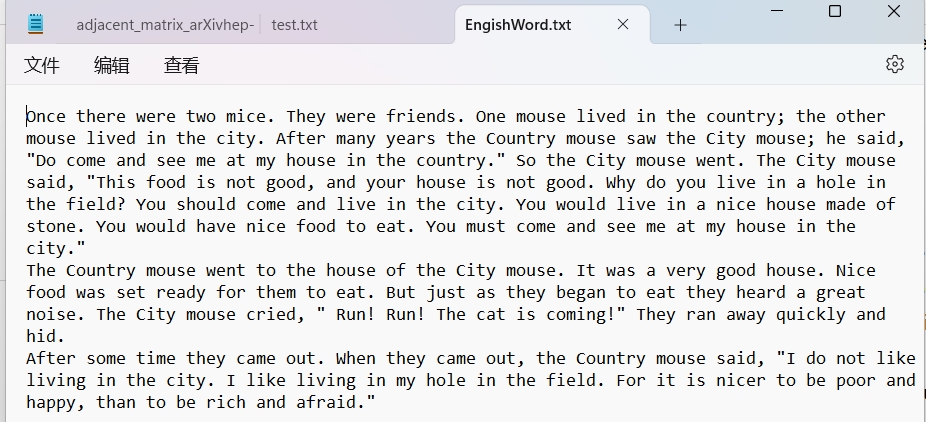 adjacent_matrix_arXivhep- test.txt EngishWord.txt
文件 编辑 查看
Once there were two mice. They were friends. One mouse lived in the country; the other
mouse lived in the city. After many years the Country mouse saw the City mouse; he said,
"Do come and see me at my house in the country." So the City mouse went. The City mouse
said, "This food is not good, and your house is not good. Why do you live in a hole in
the field? You should come and live in the city. You would live in a nice house made of
stone. You would have nice food to eat. You must come and see me at my house in the
city."
The Country mouse went to the house of the City mouse. It was a very good house. Nice
food was set ready for them to eat. But just as they began to eat they heard a great
noise. The City mouse cried, " Run! Run! The cat is coming!" They ran away quickly and
hid.
After some time they came out. When they came out, the Country mouse said, "I do not like
living in the city. I like living in my hole in the field. For it is nicer to be poor and
happy, than to be rich and afraid."